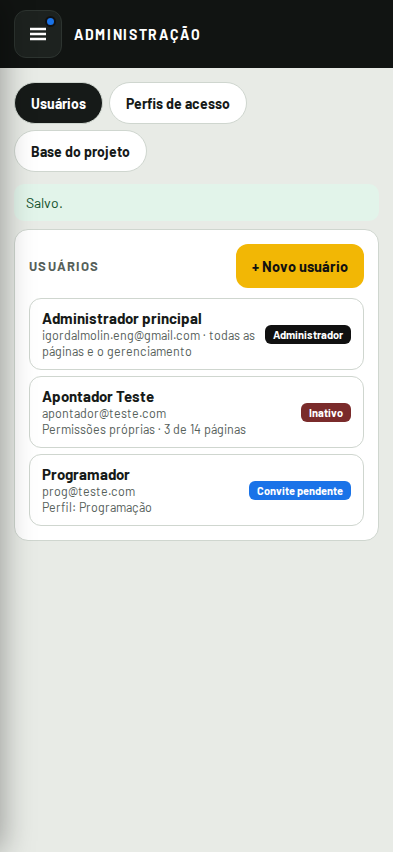 ADMINISTRAÇÃO
Usuários
Perfis de acesso
Base do projeto
Salvo.
USUÁRIOS
+ Novo usuário
Administrador principal
igordalmolin.eng@gmail.com · todas as
páginas e o gerenciamento
Administrador
Apontador Teste
apontador@teste.com
Permissões próprias · 3 de 14 páginas
Inativo
Programador
prog@teste.com
Perfil: Programação
Convite pendente